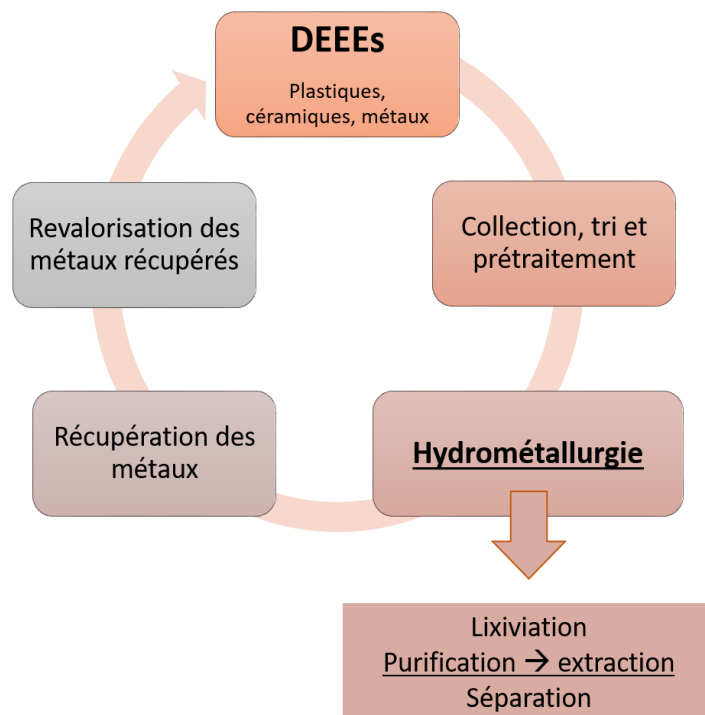 DEEEs
Plastiques,
céramiques, métaux
Collection, tri et
prétraitement
Hydrométallurgie
Lixiviation
Purification → extraction
Séparation
Récupération des
métaux
Revalorisation des
métaux récupérés